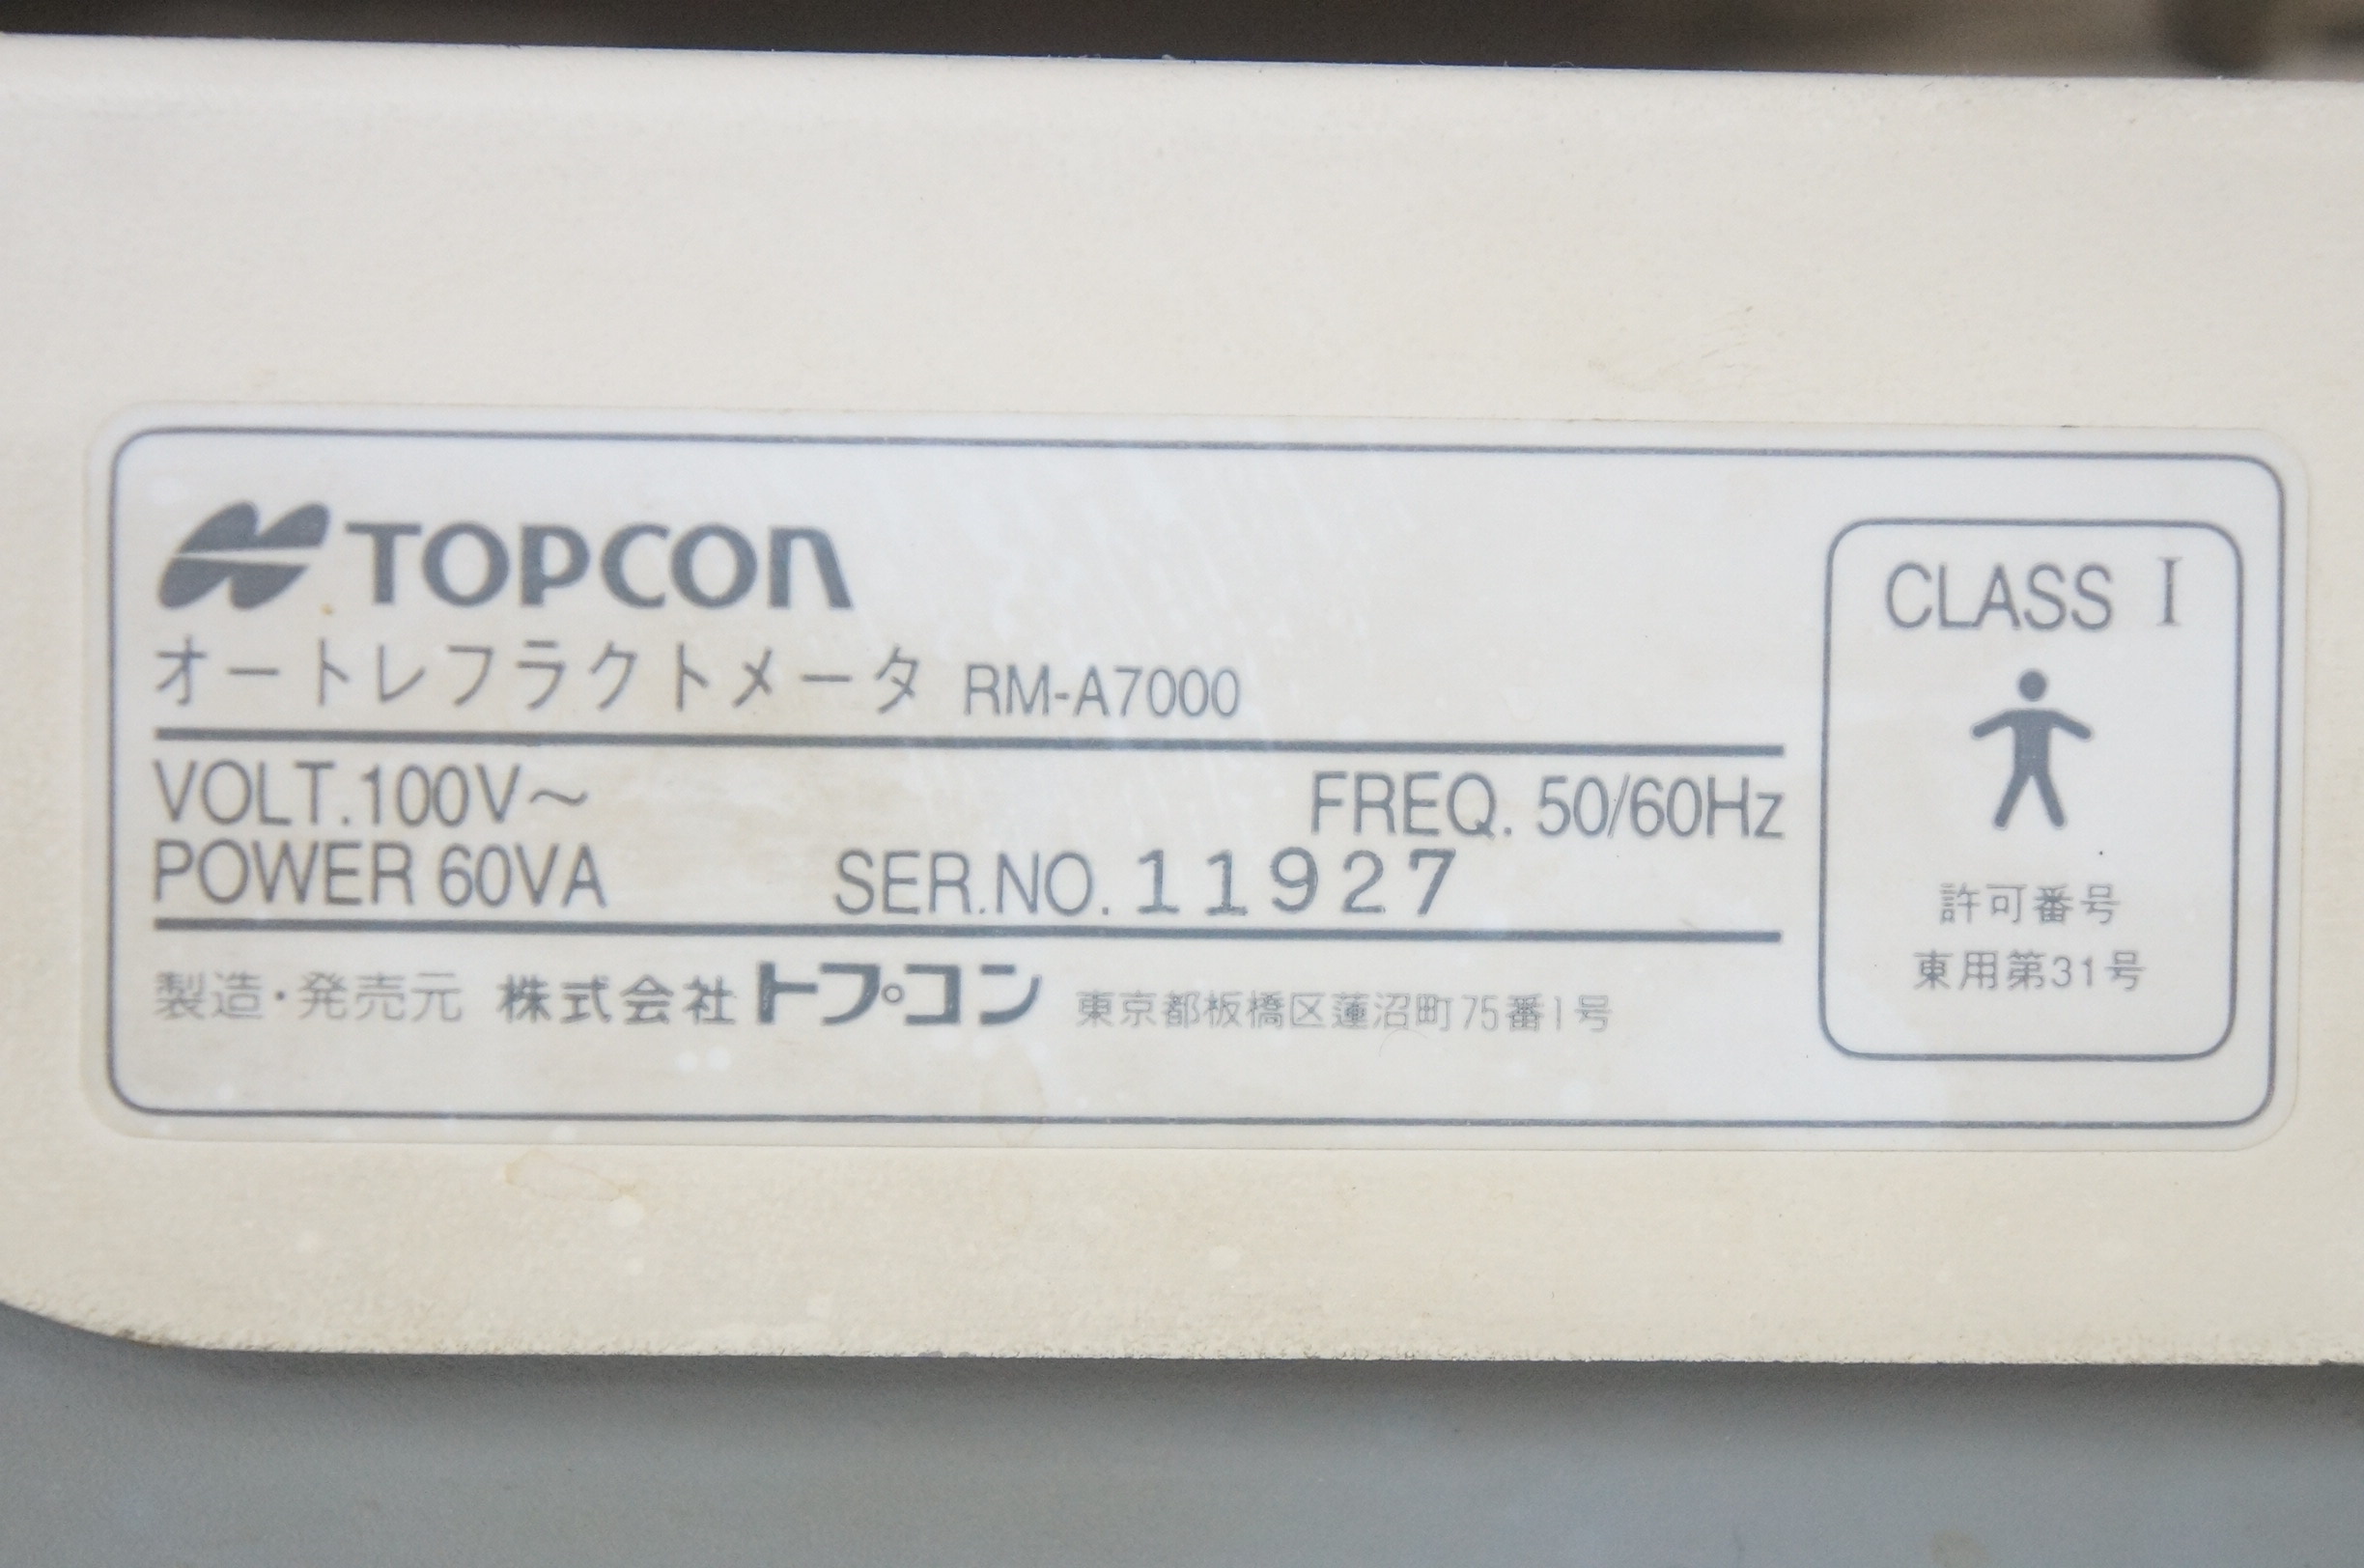 TOPCON
オートレフラクトメータ RM-A7000
VOLT.100V～ FREQ. 50/60Hz
POWER 60VA SER.NO. 11927
製造・発売元 株式会社トプコン 東京都板橋区蓮沼町75番1号
CLASS I
許可番号
東用第31号